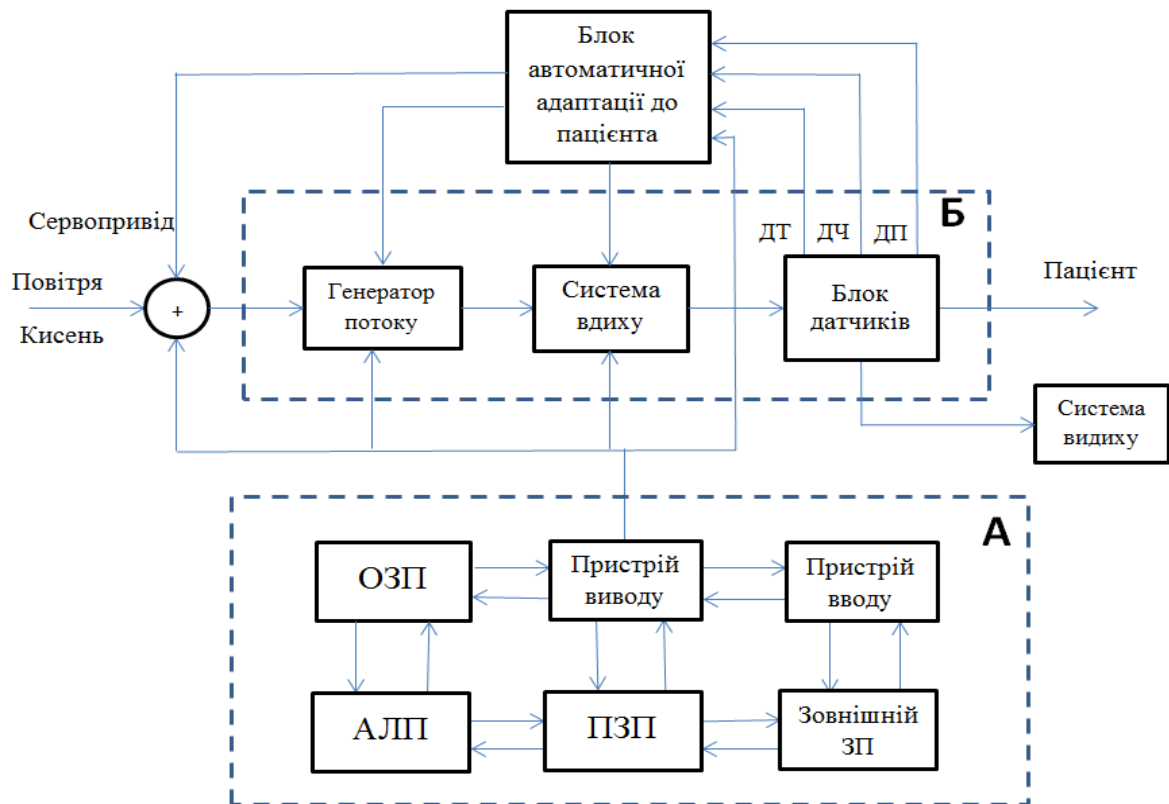 Блок
автоматичної
адаптації до
пацієнта
Сервопривід
Б
ДТ ДЧ ДП
Повітря
Кисень
+
Генератор
потоку
Система
вдиху
Блок
датчиків
Пацієнт
Система
видиху
А
ОЗП
Пристрій
виводу
Пристрій
вводу
АЛП
ПЗП
Зовнішній
ЗП